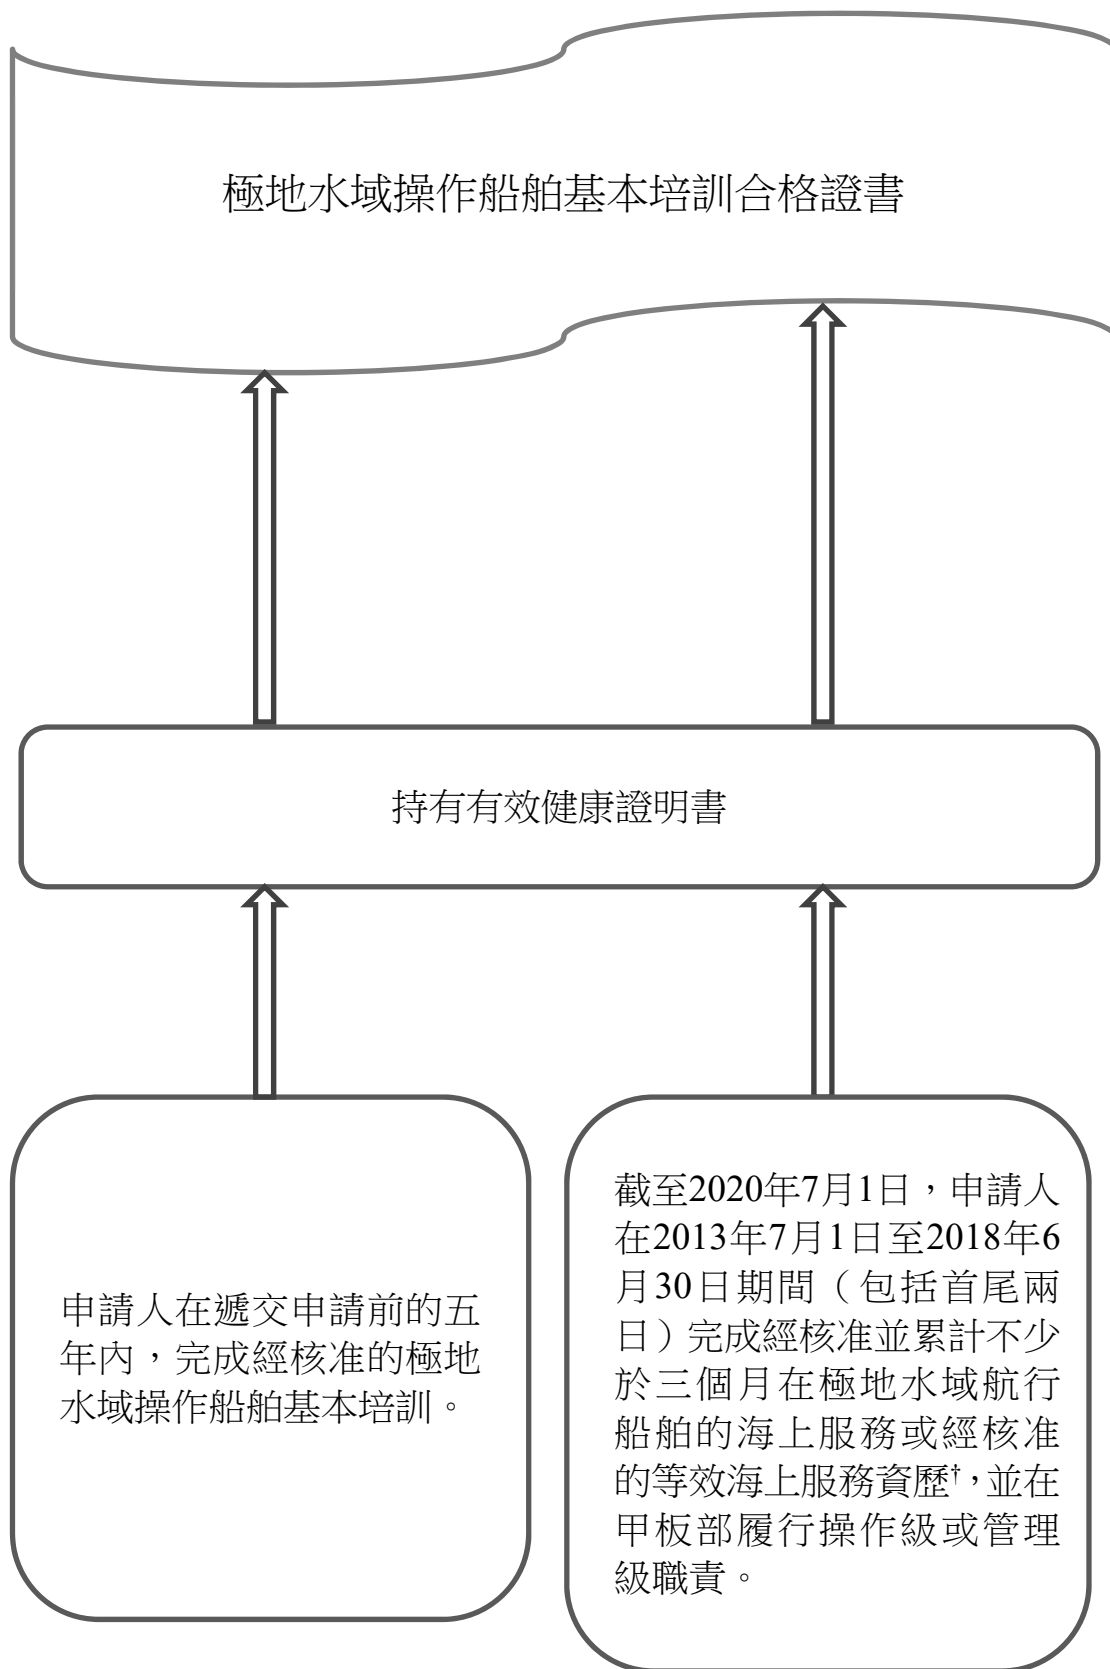 極地水域操作船舶基本培訓合格證書
持有有效健康證明書
申請人在遞交申請前的五
年內，完成經核准的極地
水域操作船舶基本培訓。
截至2020年7月1日，申請人
在2013年7月1日至2018年6
月30日期間（包括首尾兩
日）完成經核准並累計不少
於三個月在極地水域航行
船舶的海上服務或經核准
的等效海上服務資歷†，並在
甲板部履行操作級或管理
級職責。